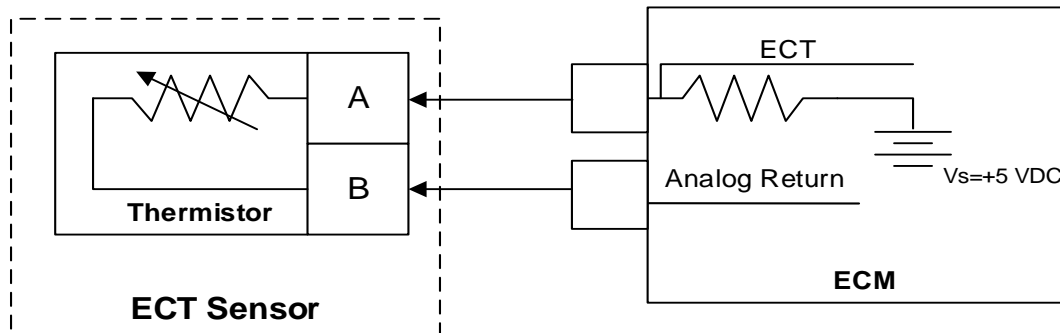 A
B
Thermistor
ECT Sensor
ECT
Analog Return
Vs=+5 VDC
ECM